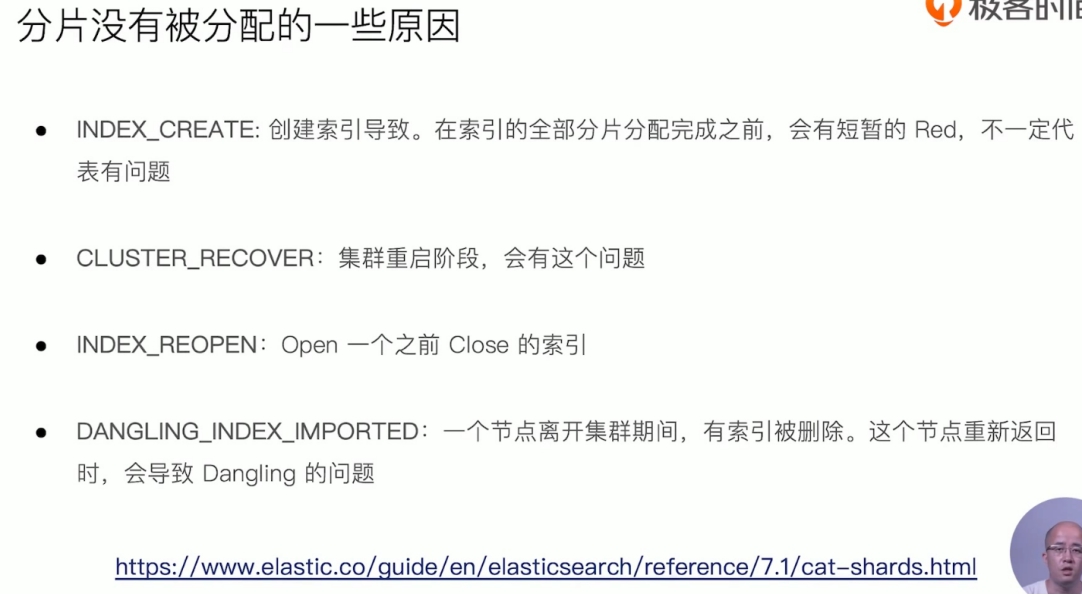 分片没有被分配的一些原因
极客时间
● INDEX_CREATE: 创建索引导致。在索引的全部分片分配完成之前，会有短暂的 Red，不一定代
表有问题
● CLUSTER_RECOVER：集群重启阶段，会有这个问题
● INDEX_REOPEN：Open 一个之前 Close 的索引
● DANGLING_INDEX_IMPORTED：一个节点离开集群期间，有索引被删除。这个节点重新返回
时，会导致 Dangling 的问题
https://www.elastic.co/guide/en/elasticsearch/reference/7.1/cat-shards.html